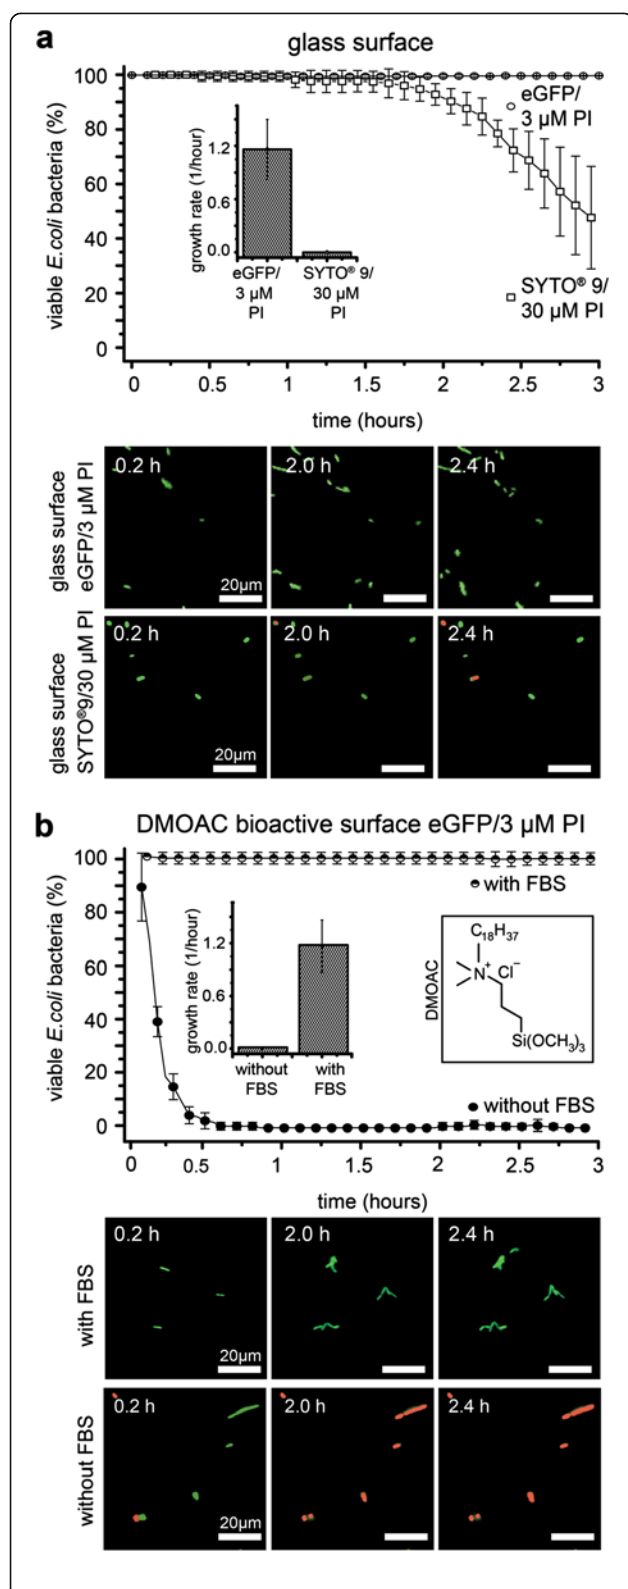 a
glass surface
100
80
60
40
20
0
viable E.coli bacteria (%)
eGFP/
3 µM PI
SYTO® 9/
30 µM PI
growth rate (1/hour)
1.2
0.6
0.0
eGFP/
3 µM
PI
SYTO® 9/
30 µM
PI
0 0.5 1 1.5 2 2.5 3
time (hours)
glass surface
eGFP/3 µM PI
0.2 h
20µm
2.0 h
2.4 h
glass surface
SYTO®9/30 µM PI
0.2 h
20µm
2.0 h
2.4 h
b
DMOAC bioactive surface eGFP/3 µM PI
100
80
60
40
20
0
viable E.coli bacteria (%)
with FBS
growth rate (1/hour)
1.2
0.6
0.0
without
FBS
with
FBS
DMOAC
C18H37
N+ Cl−
Si(OCH3)3
without FBS
0 0.5 1 1.5 2 2.5 3
time (hours)
with FBS
0.2 h
20µm
2.0 h
2.4 h
without FBS
0.2 h
20µm
2.0 h
2.4 h